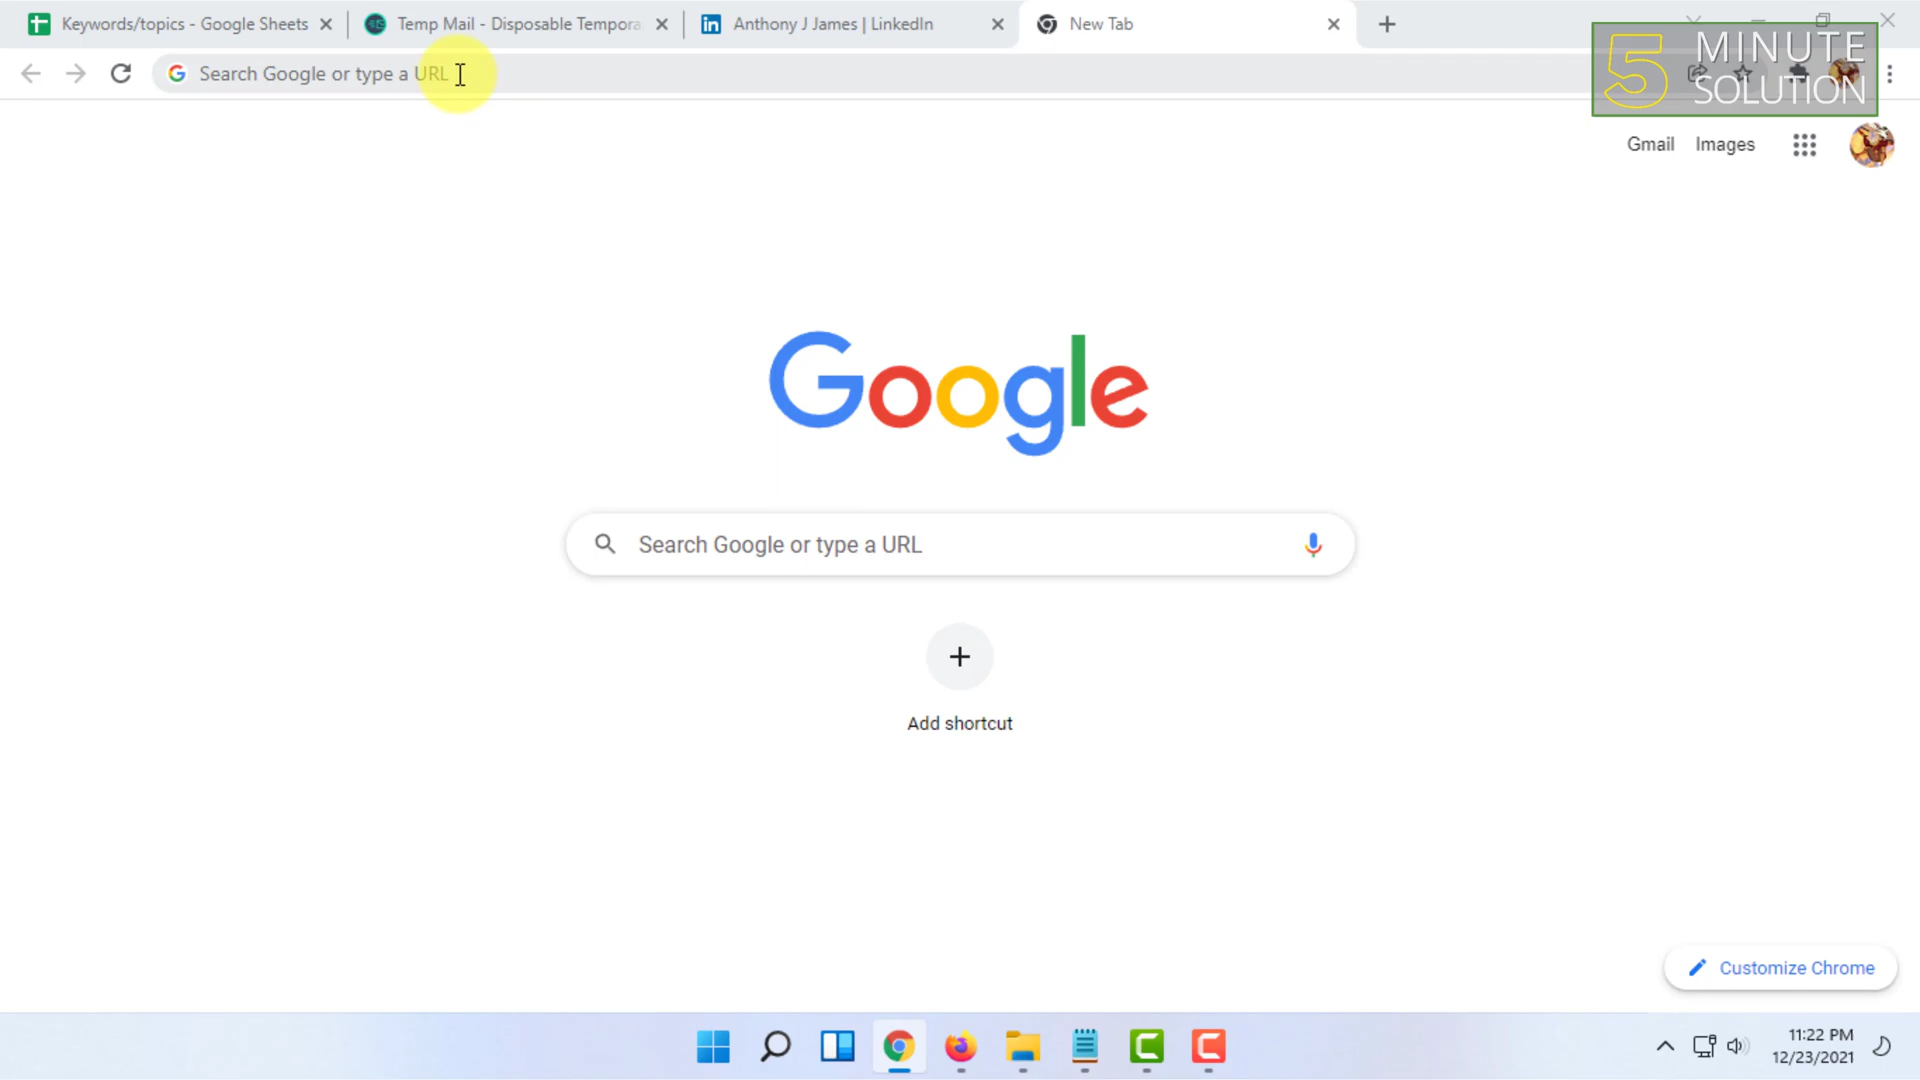 Keywords/topics - Google Sheets
Temp Mail - Disposable Tempora
in Anthony J James | LinkedIn
New Tab
5 MINUTE
SOLUTION
G Search Google or type a URL
Gmail Images
Google
Search Google or type a URL
Add shortcut
Customize Chrome
11:22 PM
12/23/2021